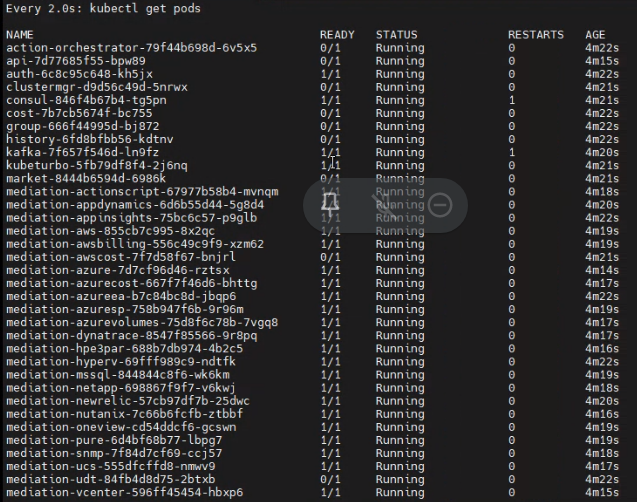 Every 2.0s: kubectl get pods
NAME READY STATUS RESTARTS AGE
action-orchestrator-79f44b698d-6v5x5 0/1 Running 0 4m22s
api-7d77685f55-bpw89 0/1 Running 0 4m15s
auth-6c8c95c648-kh5jx 1/1 Running 0 4m22s
clustermgr-d9d56c49d-5nrwx 0/1 Running 0 4m21s
consul-846f4b67b4-tg5pn 1/1 Running 1 4m21s
cost-7b7cb5674f-bc755 0/1 Running 0 4m22s
group-666f44995d-bj872 0/1 Running 0 4m22s
history-6fd8bfbb56-kdtnv 0/1 Running 0 4m22s
kafka-7f657f546d-ln9fz 1/1 Running 1 4m20s
kubeturbo-5fb79df8f4-2j6nq 1/1 Running 0 4m21s
market-8444b6594d-6986k 0/1 Running 0 4m21s
mediation-actionscript-67977b58b4-mvnqm 1/1 Running 0 4m18s
mediation-appdynamics-6d6b55d44-5g8d4 Running 0 4m20s
mediation-appinsights-75bc6c57-p9glb 1/1 Running 0 4m22s
mediation-aws-855cb7c995-8x2qc 1/1 Running 0 4m19s
mediation-awsbilling-556c49c9f9-xzm62 1/1 Running 0 4m19s
mediation-awscost-7f7d58f67-bnjrl 0/1 Running 0 4m21s
mediation-azure-7d7cf96d46-rztsx 1/1 Running 0 4m14s
mediation-azurecost-667f7f46d6-bhttg 1/1 Running 0 4m17s
mediation-azureea-b7c84bc8d-jbqp6 1/1 Running 0 4m22s
mediation-azuresp-758b947f6b-9r96m 1/1 Running 0 4m19s
mediation-azurevolumes-75d8f6c78b-7vgq8 1/1 Running 0 4m17s
mediation-dynatrace-8547f85566-9r8pq 1/1 Running 0 4m17s
mediation-hpe3par-688b7db974-4b2c5 1/1 Running 0 4m16s
mediation-hyperv-69fff989c9-ndtfk 1/1 Running 0 4m22s
mediation-mssql-844844c8f6-wk6km 1/1 Running 0 4m19s
mediation-netapp-698867f9f7-v6kwj 1/1 Running 0 4m18s
mediation-newrelic-57cb97df7b-25dwc 1/1 Running 0 4m20s
mediation-nutanix-7c66b6fcfb-ztbbf 1/1 Running 0 4m16s
mediation-oneview-cd54ddcf6-gcswn 1/1 Running 0 4m19s
mediation-pure-6d4bf68b77-lbpg7 1/1 Running 0 4m19s
mediation-snmp-7f84d7cf69-ccj57 1/1 Running 0 4m18s
mediation-ucs-555dfcffd8-nmwv9 1/1 Running 0 4m17s
mediation-udt-84fb4d8d75-2btxb 0/1 Running 0 4m22s
mediation-vcenter-596ff45454-hbxp6 1/1 Running 0 4m15s